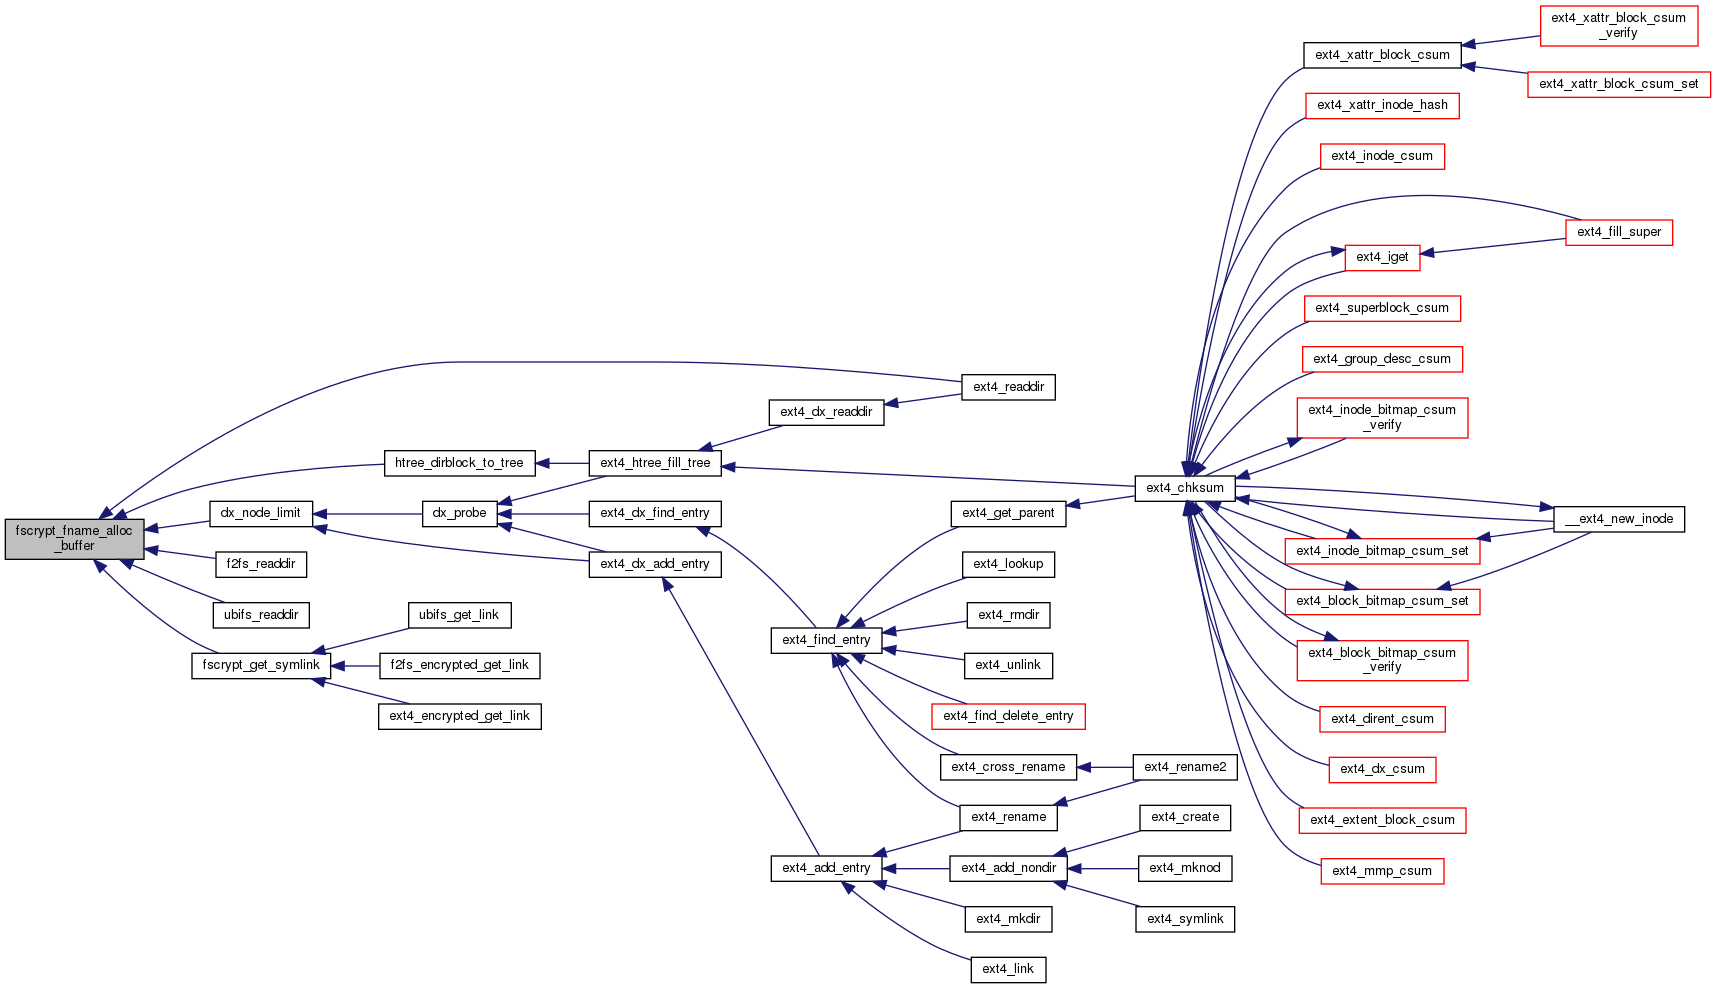 ext4_xattr_block_csum
_verify
ext4_xattr_block_csum
ext4_xattr_block_csum_set
ext4_xattr_inode_hash
ext4_inode_csum
ext4_fill_super
ext4_iget
ext4_superblock_csum
ext4_group_desc_csum
ext4_readdir
ext4_dx_readdir
ext4_inode_bitmap_csum
_verify
htree_dirblock_to_tree
ext4_htree_fill_tree
ext4_chksum
dx_node_limit
dx_probe
ext4_dx_find_entry
ext4_get_parent
__ext4_new_inode
fscrypt_fname_alloc
_buffer
ext4_inode_bitmap_csum_set
f2fs_readdir
ext4_dx_add_entry
ext4_lookup
ext4_block_bitmap_csum_set
ubifs_readdir
ubifs_get_link
ext4_rmdir
ext4_find_entry
ext4_block_bitmap_csum
_verify
fscrypt_get_symlink
f2fs_encrypted_get_link
ext4_unlink
ext4_encrypted_get_link
ext4_find_delete_entry
ext4_dirent_csum
ext4_cross_rename
ext4_rename2
ext4_dx_csum
ext4_rename
ext4_create
ext4_extent_block_csum
ext4_add_entry
ext4_add_nondir
ext4_mknod
ext4_mmp_csum
ext4_mkdir
ext4_symlink
ext4_link